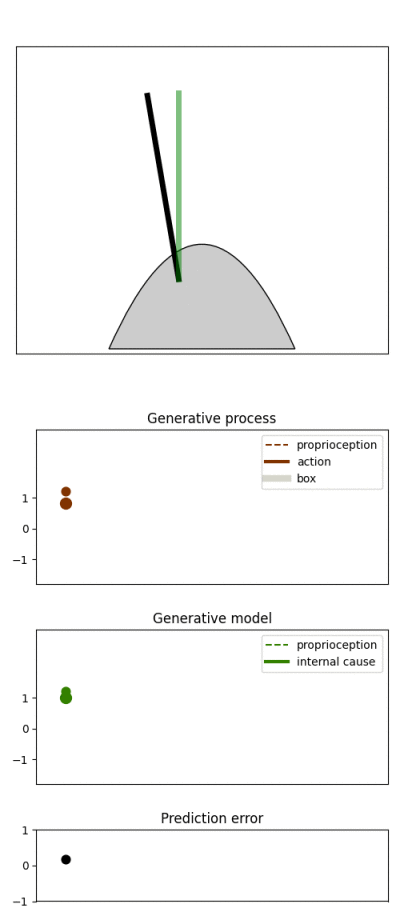 Generative process
proprioception
action
box
1
0
−1
Generative model
proprioception
internal cause
1
0
−1
Prediction error
1
0
−1